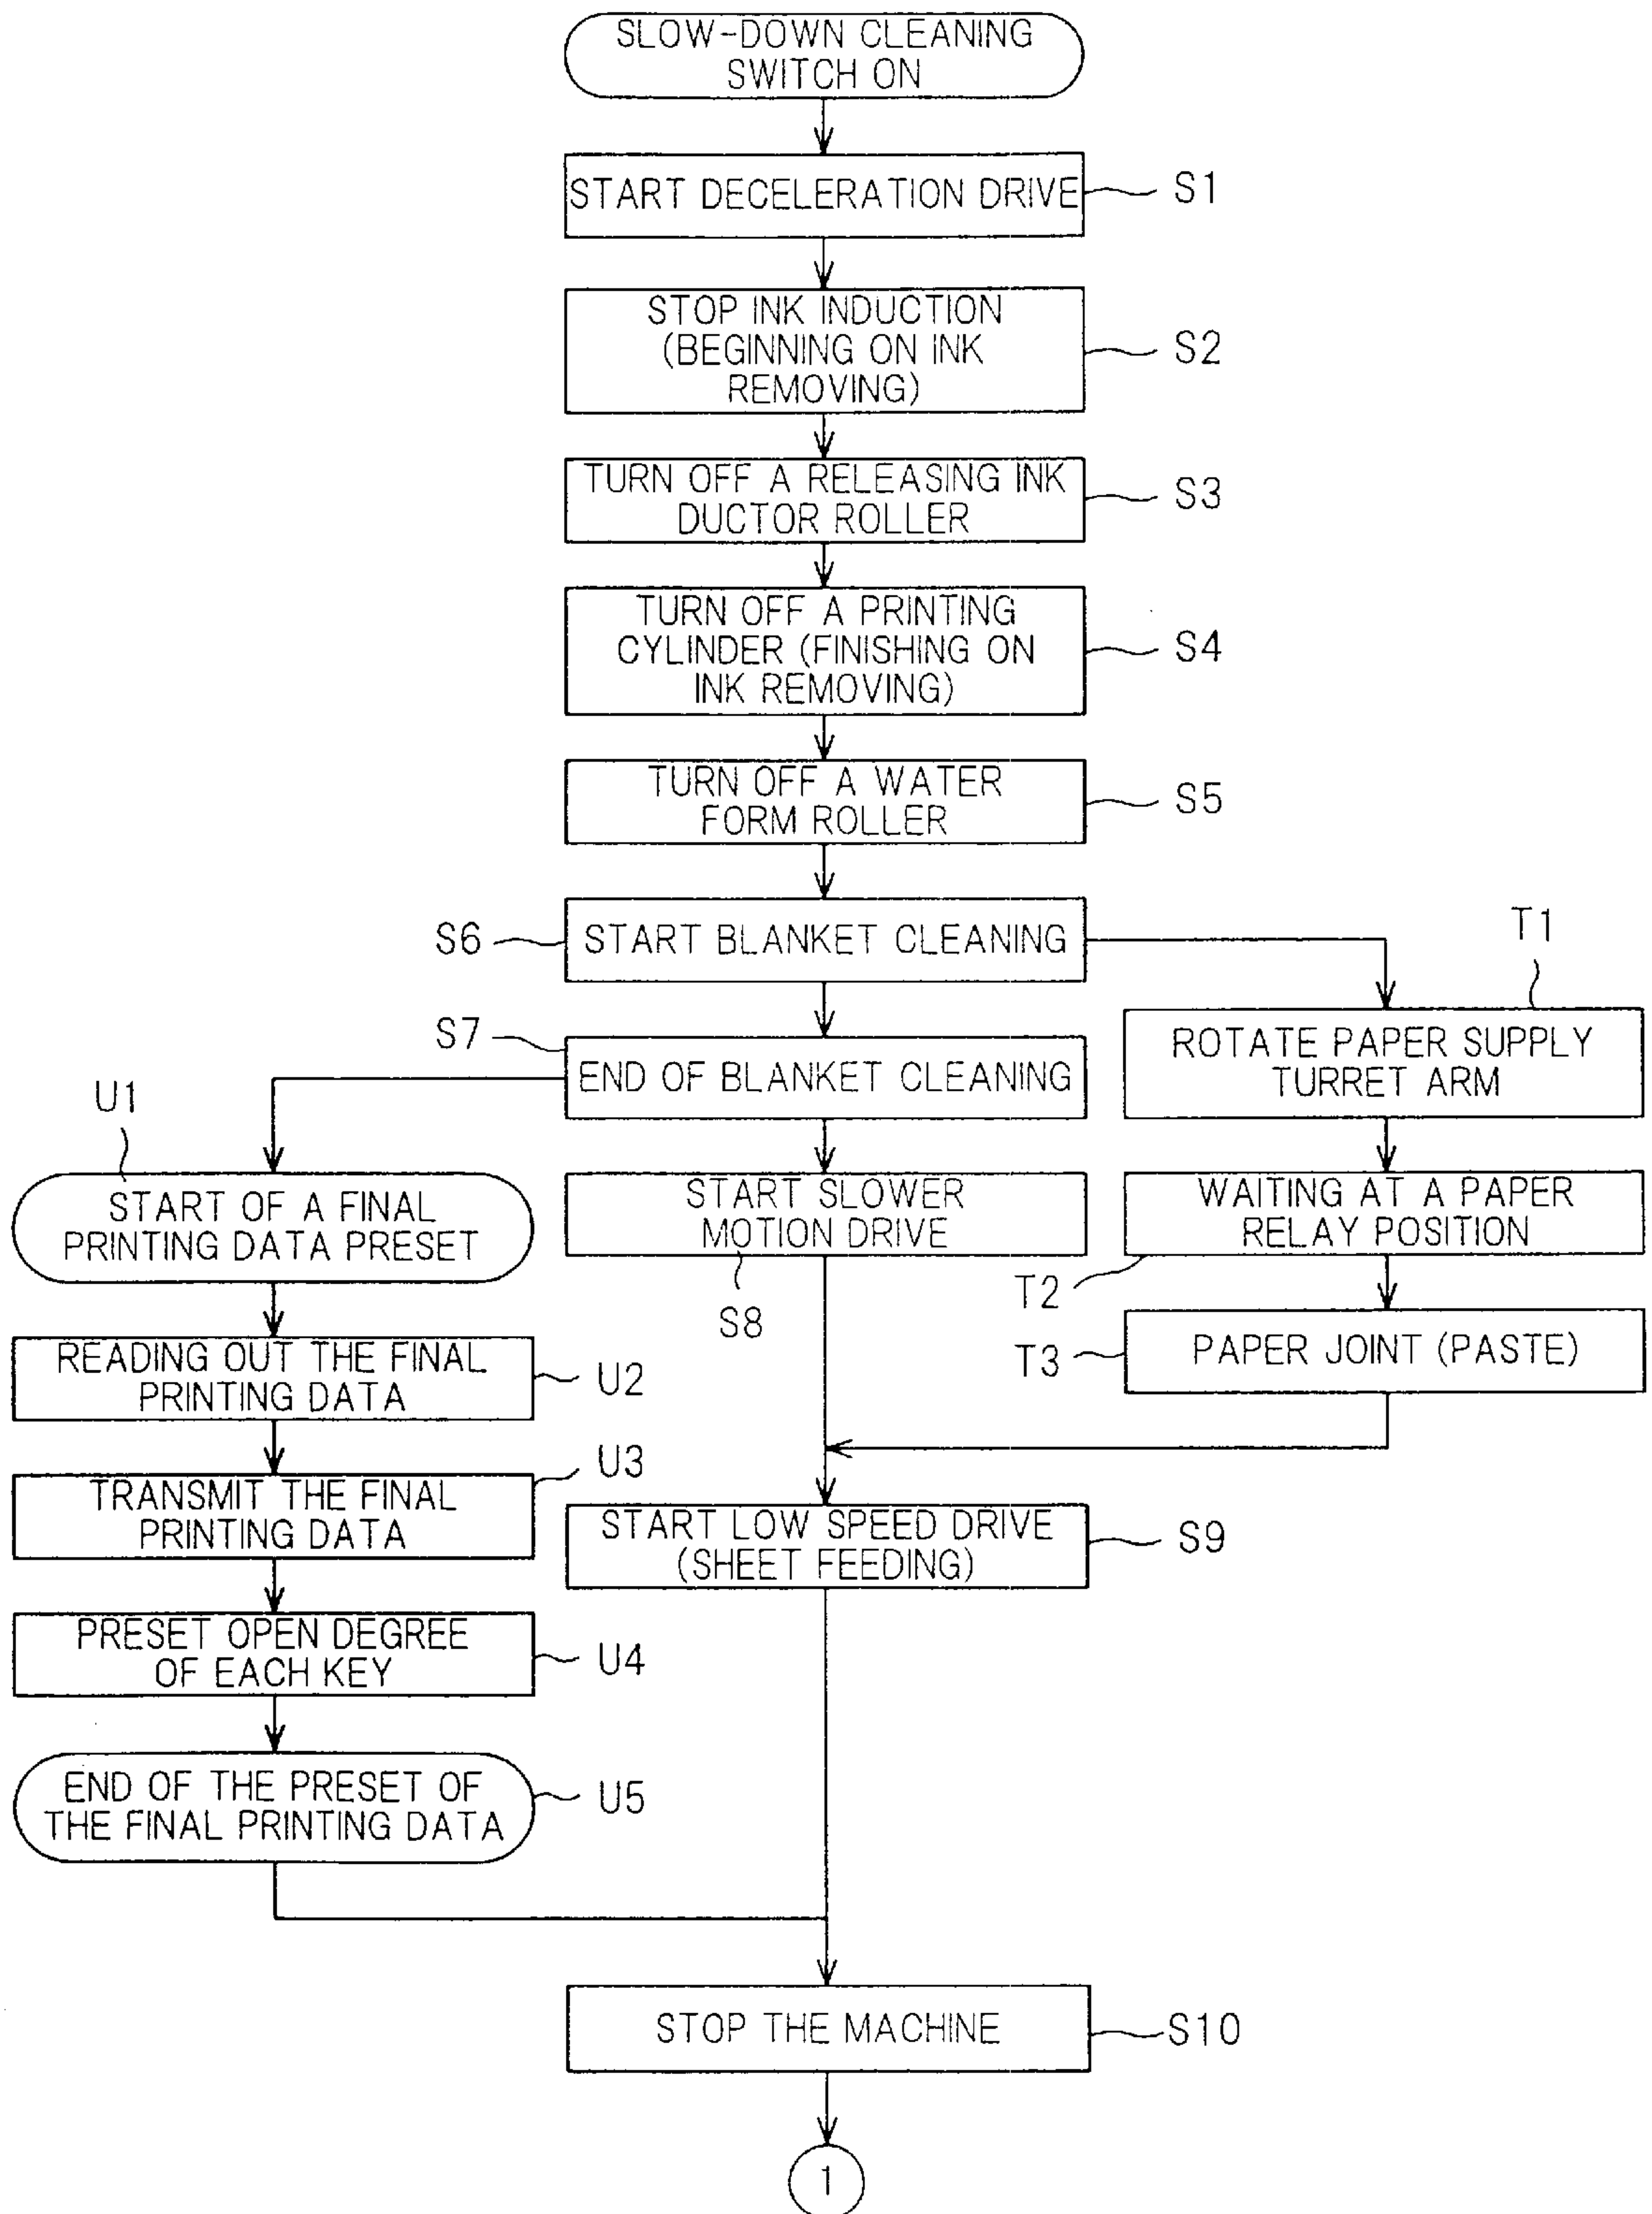 SLOW-DOWN CLEANING
SWITCH ON
START DECELERATION DRIVE
S1
STOP INK INDUCTION
(BEGINNING ON INK
REMOVING)
S2
TURN OFF A RELEASING INK
DUCTOR ROLLER
S3
TURN OFF A PRINTING
CYLINDER (FINISHING ON
INK REMOVING)
S4
TURN OFF A WATER
FORM ROLLER
S5
S6
START BLANKET CLEANING
T1
S7
END OF BLANKET CLEANING
ROTATE PAPER SUPPLY
TURRET ARM
U1
START OF A FINAL
PRINTING DATA PRESET
START SLOWER
MOTION DRIVE
S8
WAITING AT A PAPER
RELAY POSITION
T2
T3
PAPER JOINT (PASTE)
READING OUT THE FINAL
PRINTING DATA
U2
U3
TRANSMIT THE FINAL
PRINTING DATA
START LOW SPEED DRIVE
(SHEET FEEDING)
S9
PRESET OPEN DEGREE
OF EACH KEY
U4
END OF THE PRESET OF
THE FINAL PRINTING DATA
U5
STOP THE MACHINE
S10
1